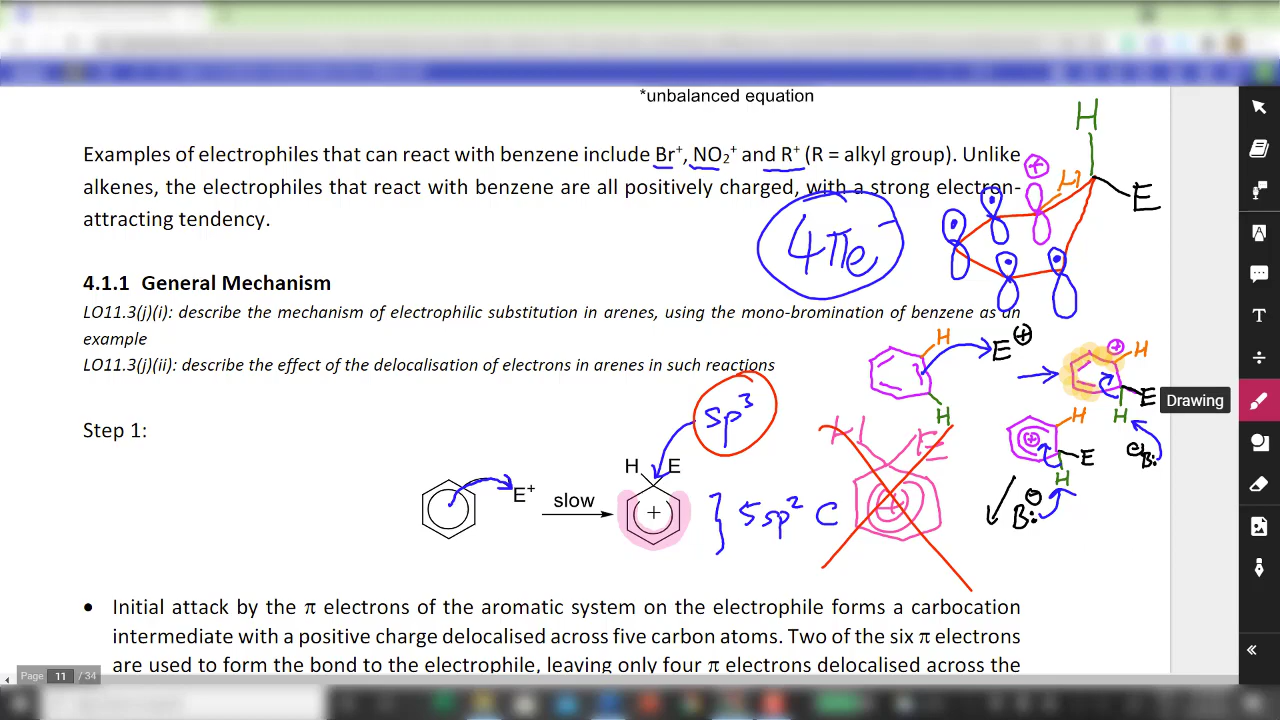 *unbalanced equation
Examples of electrophiles that can react with benzene include Br⁺, NO₂⁺ and R⁺ (R = alkyl group). Unlike
alkenes, the electrophiles that react with benzene are all positively charged, with a strong electron-
attracting tendency.
H
+
H
E
4πe⁻
4.1.1 General Mechanism
LO11.3(j)(i): describe the mechanism of electrophilic substitution in arenes, using the mono-bromination of benzene as an
example
LO11.3(j)(ii): describe the effect of the delocalisation of electrons in arenes in such reactions
H
E⁺
H
+
H
E
H
Drawing
sp³
Step 1:
H
E
H
+
H
E
H
⊖B:
E⁺
slow
H E
+
} 5sp² C
+
⊖
B:
• Initial attack by the π electrons of the aromatic system on the electrophile forms a carbocation
intermediate with a positive charge delocalised across five carbon atoms. Two of the six π electrons
are used to form the bond to the electrophile, leaving only four π electrons delocalised across the
Page 11 / 34